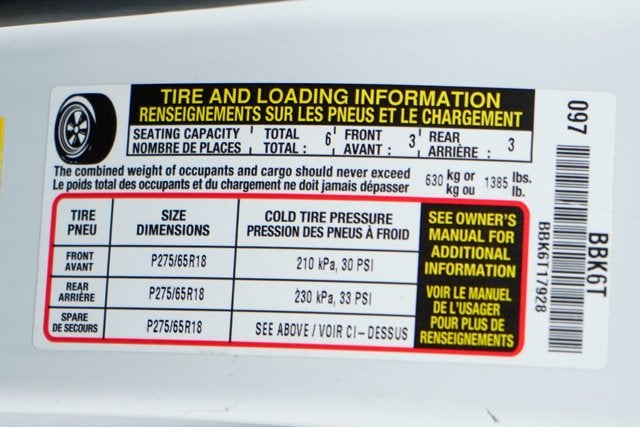 TIRE AND LOADING INFORMATION
RENSEIGNEMENTS SUR LES PNEUS ET LE CHARGEMENT
SEATING CAPACITY TOTAL 6 FRONT 3 REAR 3
NOMBRE DE PLACES TOTAL : AVANT : ARRIÈRE :
The combined weight of occupants and cargo should never exceed 630 kg or 1385 lbs.
Le poids total des occupants et du chargement ne doit jamais dépasser kg ou lb.
TIRE SIZE COLD TIRE PRESSURE
PNEU DIMENSIONS PRESSION DES PNEUS À FROID
FRONT P275/65R18 210 kPa, 30 PSI
AVANT
REAR P275/65R18 230 kPa, 33 PSI
ARRIÈRE
SPARE P275/65R18 SEE ABOVE / VOIR CI-DESSUS
DE SECOURS
SEE OWNER'S
MANUAL FOR
ADDITIONAL
INFORMATION
VOIR LE MANUEL
DE L'USAGER
POUR PLUS DE
RENSEIGNEMENTS
097
BBK6T17928
BBK6T